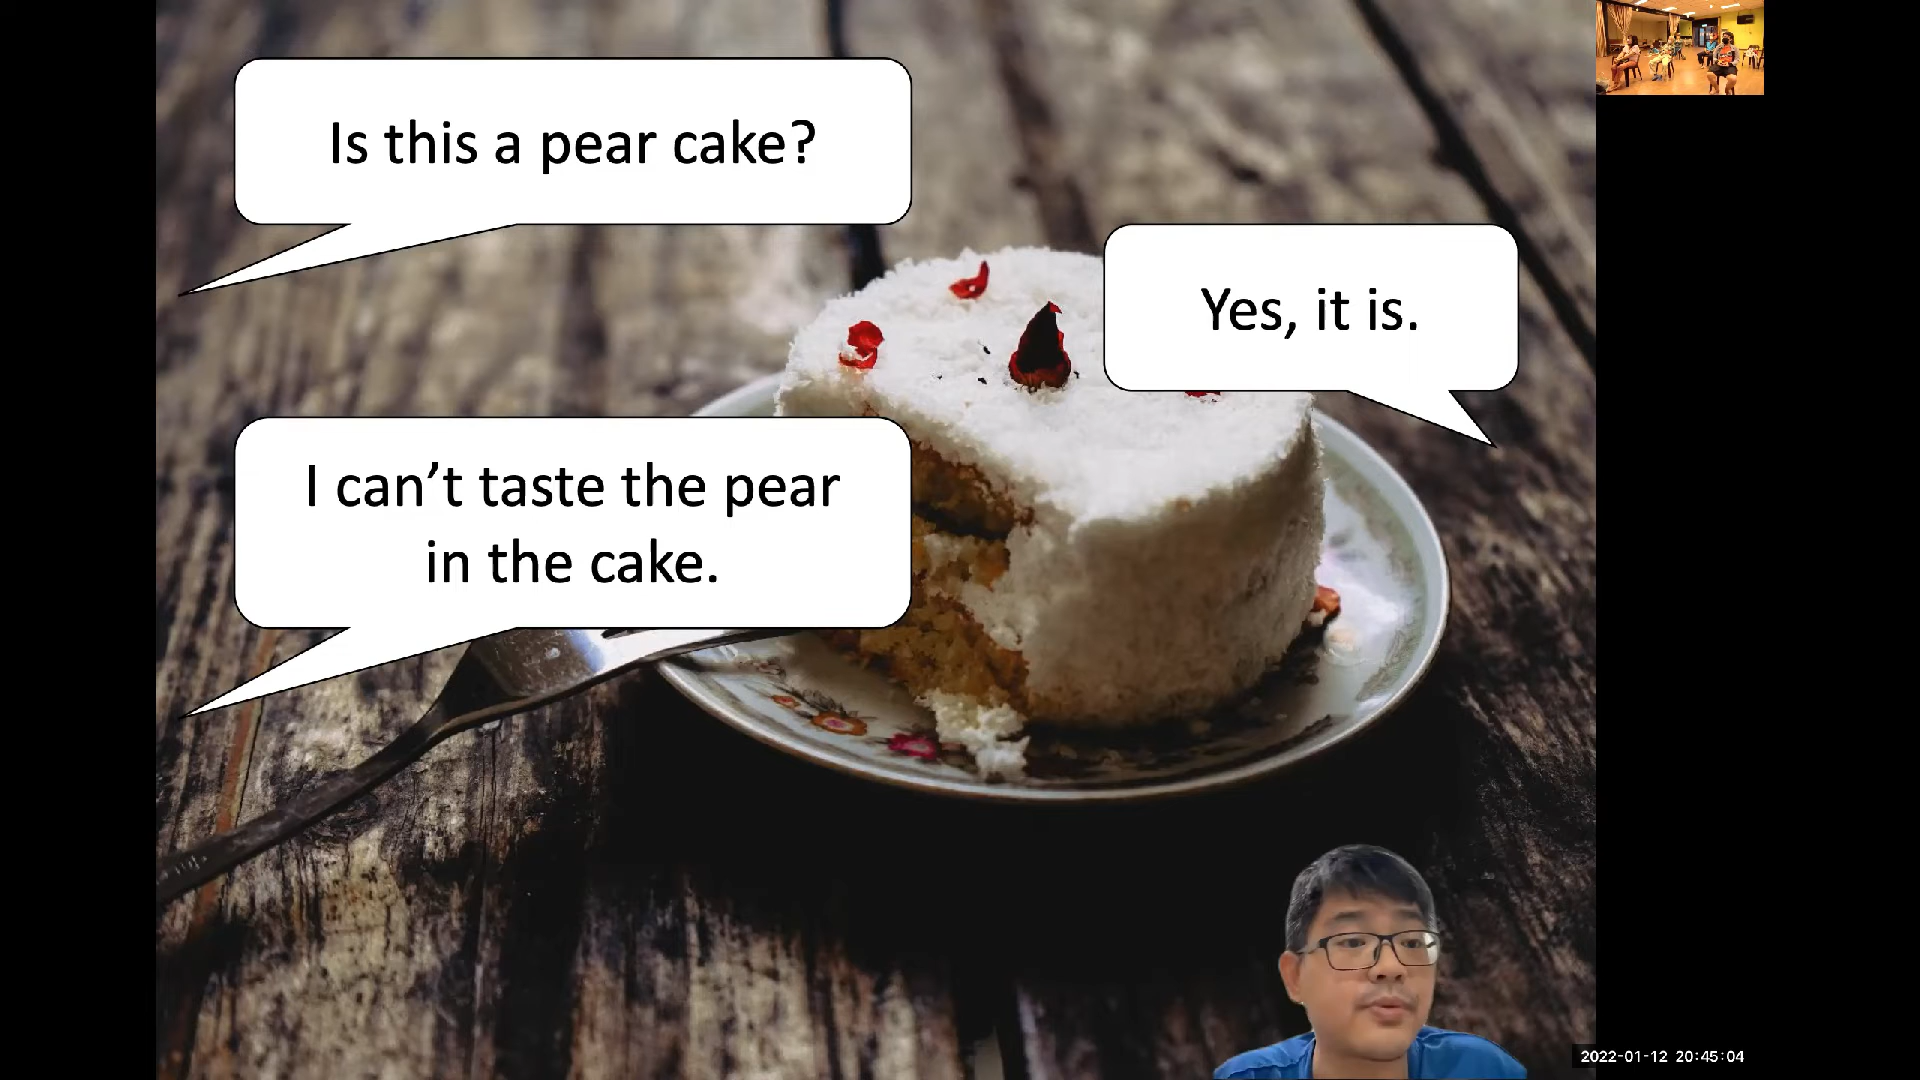 Is this a pear cake?
Yes, it is.
I can’t taste the pear
in the cake.
2022-01-12 20:45:04